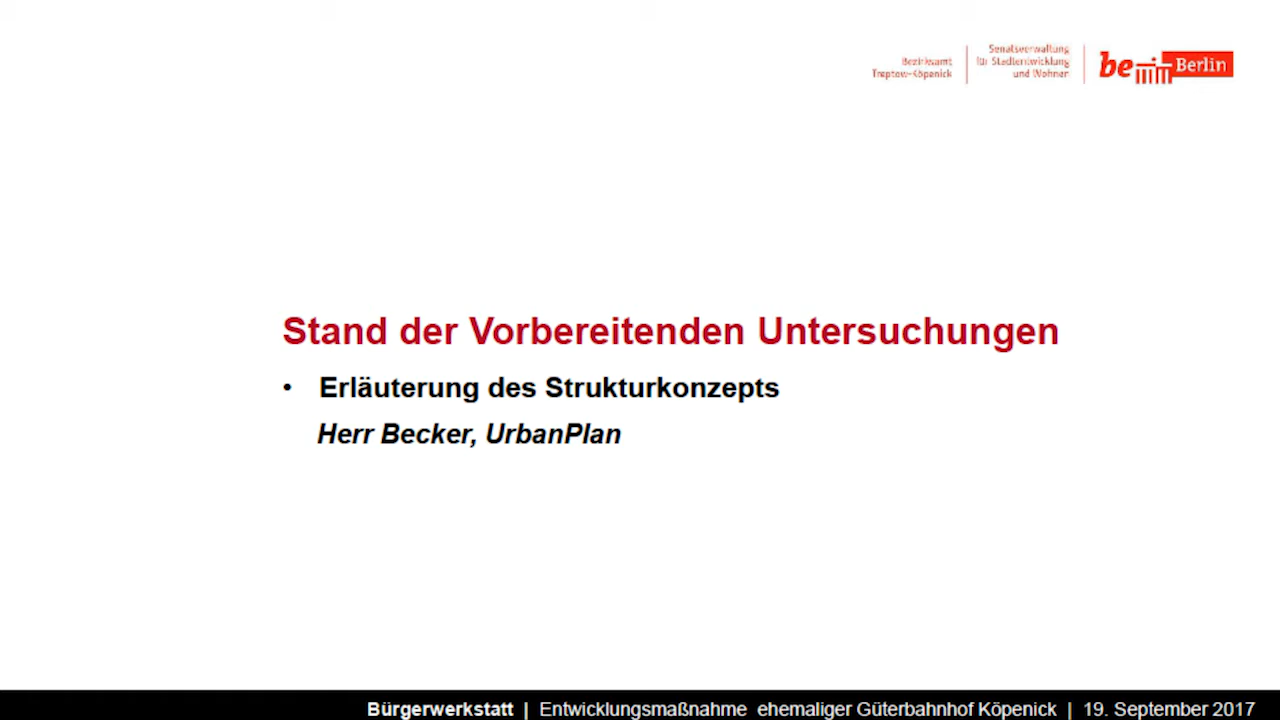 Bezirksamt
Treptow-Köpenick
Senatsverwaltung
für Stadtentwicklung
und Wohnen
be Berlin
Stand der Vorbereitenden Untersuchungen
• Erläuterung des Strukturkonzepts
Herr Becker, UrbanPlan
Bürgerwerkstatt | Entwicklungsmaßnahme ehemaliger Güterbahnhof Köpenick | 19. September 2017